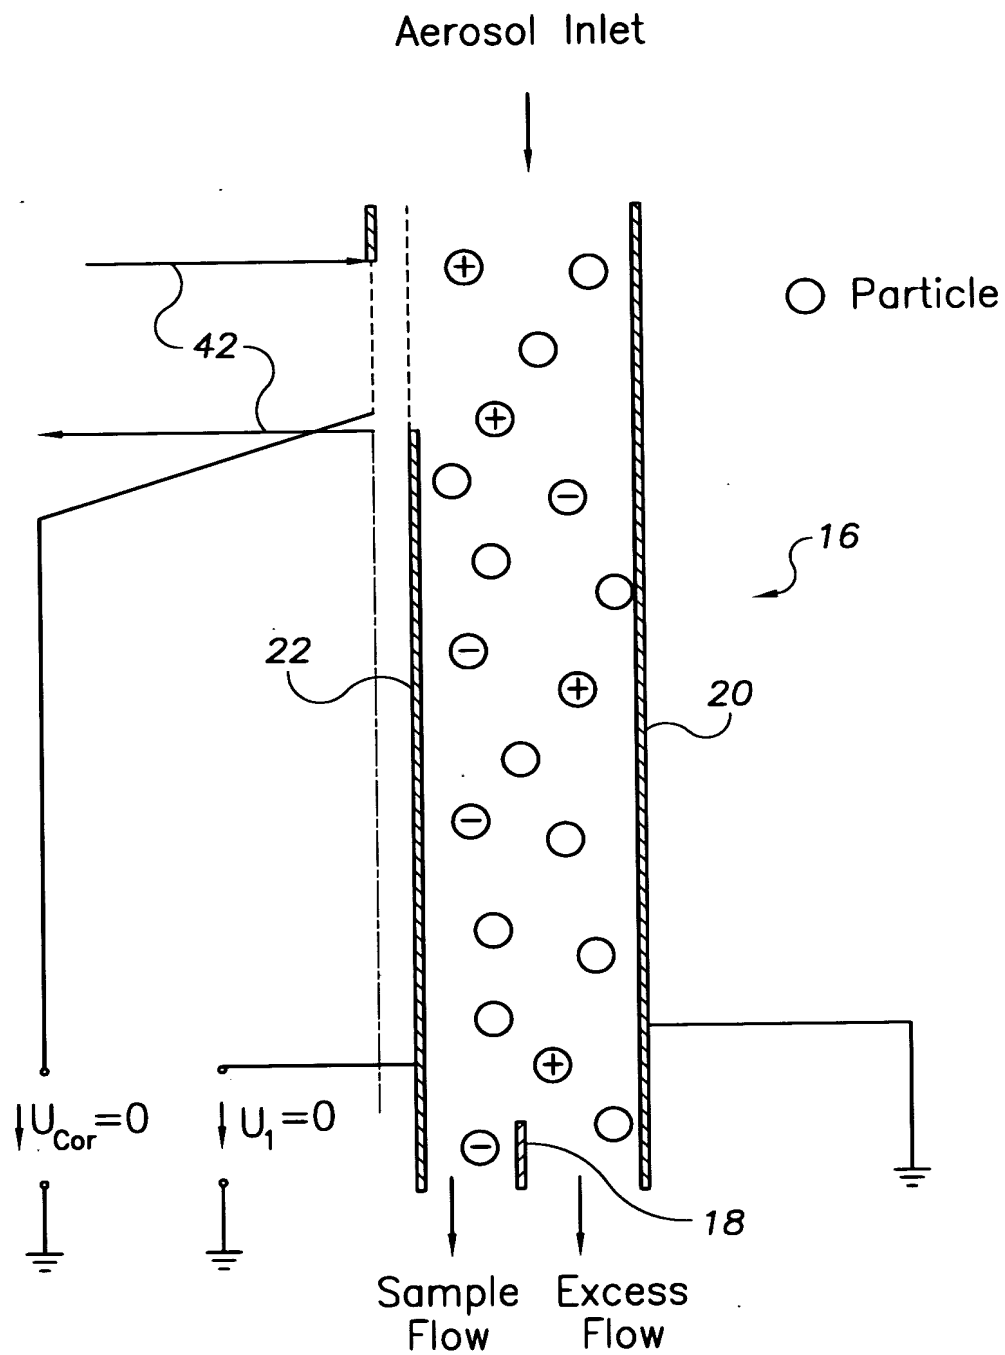 Aerosol Inlet
Particle
42
16
22
20
U_Cor=0
U_1=0
18
Sample Flow
Excess Flow
+
+
−
−
+
−
+
−